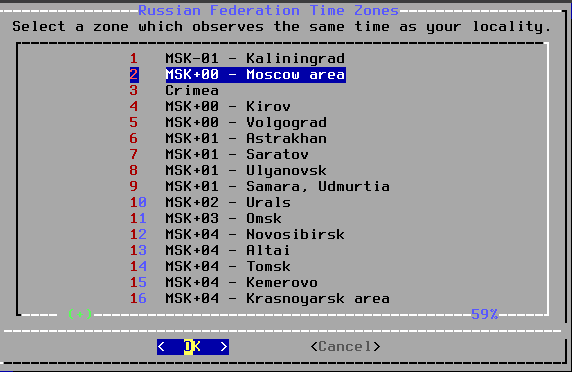 Russian Federation Time Zones
Select a zone which observes the same time as your locality.
1 MSK-01 - Kaliningrad
2 MSK+00 - Moscow area
3 Crimea
4 MSK+00 - Kirov
5 MSK+00 - Volgograd
6 MSK+01 - Astrakhan
7 MSK+01 - Saratov
8 MSK+01 - Ulyanovsk
9 MSK+01 - Samara, Udmurtia
10 MSK+02 - Urals
11 MSK+03 - Omsk
12 MSK+04 - Novosibirsk
13 MSK+04 - Altai
14 MSK+04 - Tomsk
15 MSK+04 - Kemerovo
16 MSK+04 - Krasnoyarsk area
(+) 59%
< OK > <Cancel>